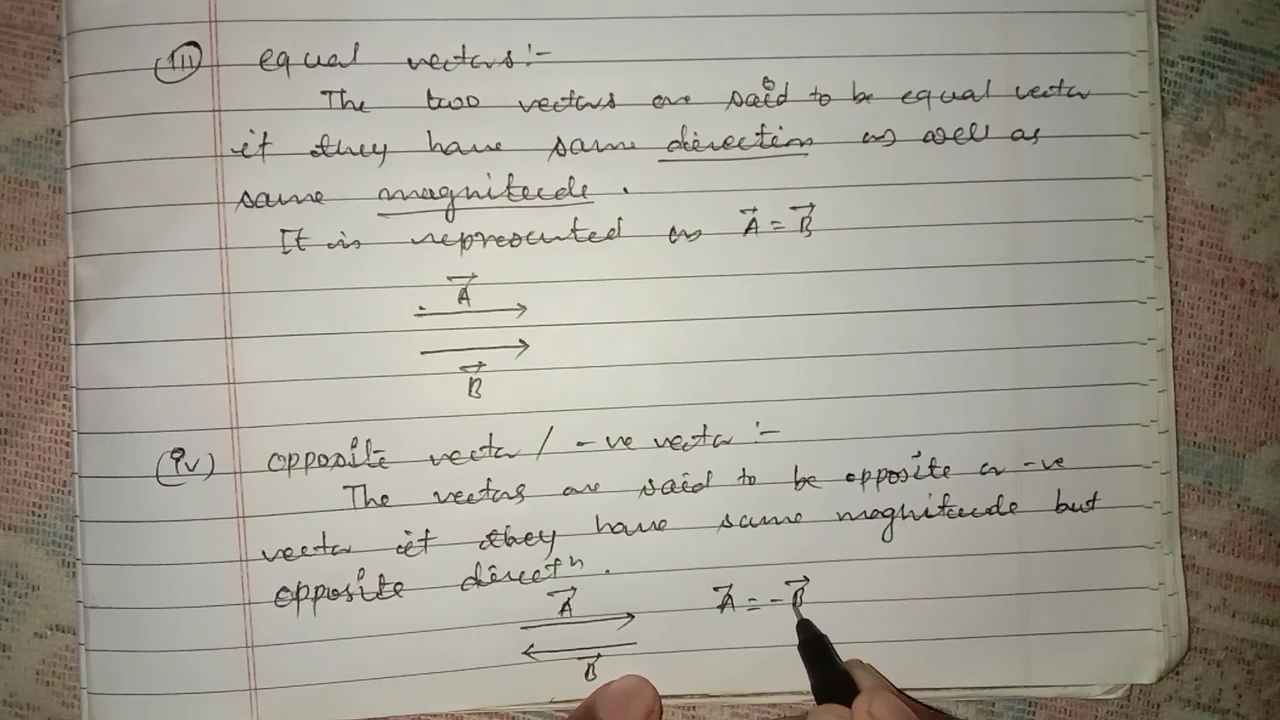 (iii) equal vectors :-
The two vectors are said to be equal vector
if they have same direction as well as
same magnitude .
It is represented as A⃗ = B⃗
A⃗
B⃗
(iv) opposite vector / -ve vector :-
The vectors are said to be opposite or -ve
vector if they have same magnitude but
opposite directn .
A⃗ A⃗ = -B⃗
B⃗